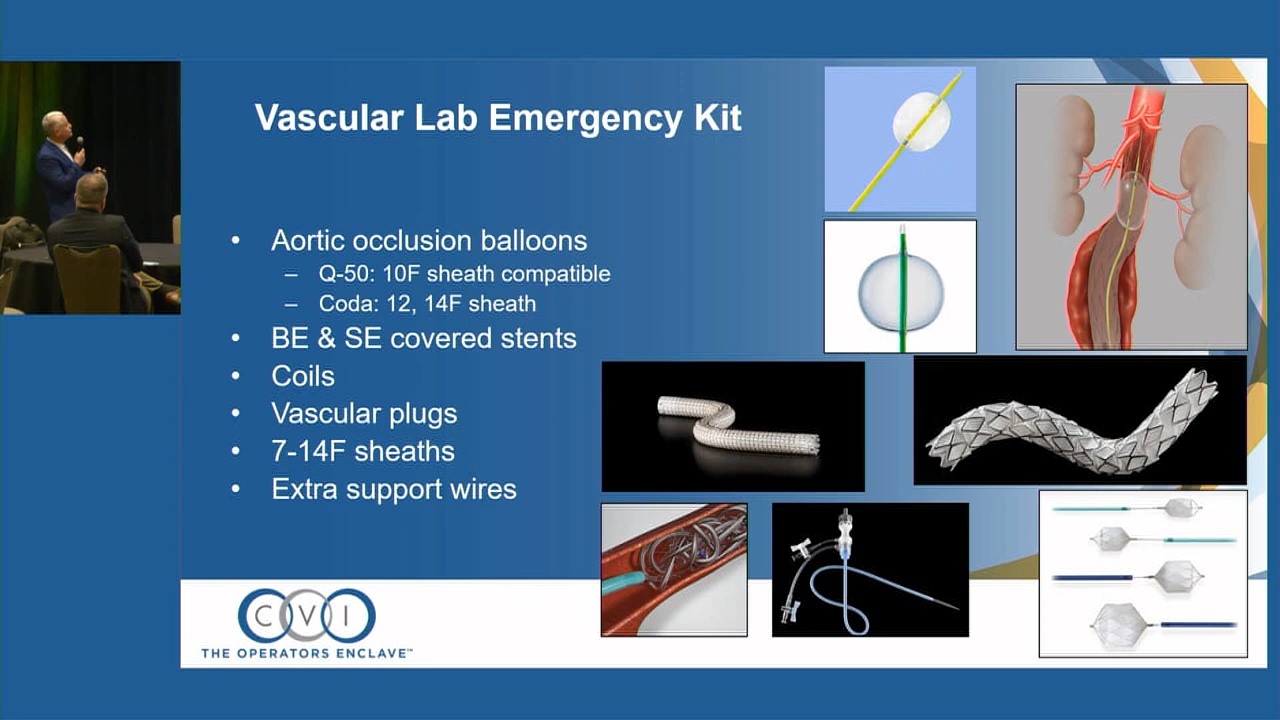 Vascular Lab Emergency Kit
• Aortic occlusion balloons
– Q-50: 10F sheath compatible
– Coda: 12, 14F sheath
• BE & SE covered stents
• Coils
• Vascular plugs
• 7-14F sheaths
• Extra support wires
CVI
THE OPERATORS ENCLAVE™